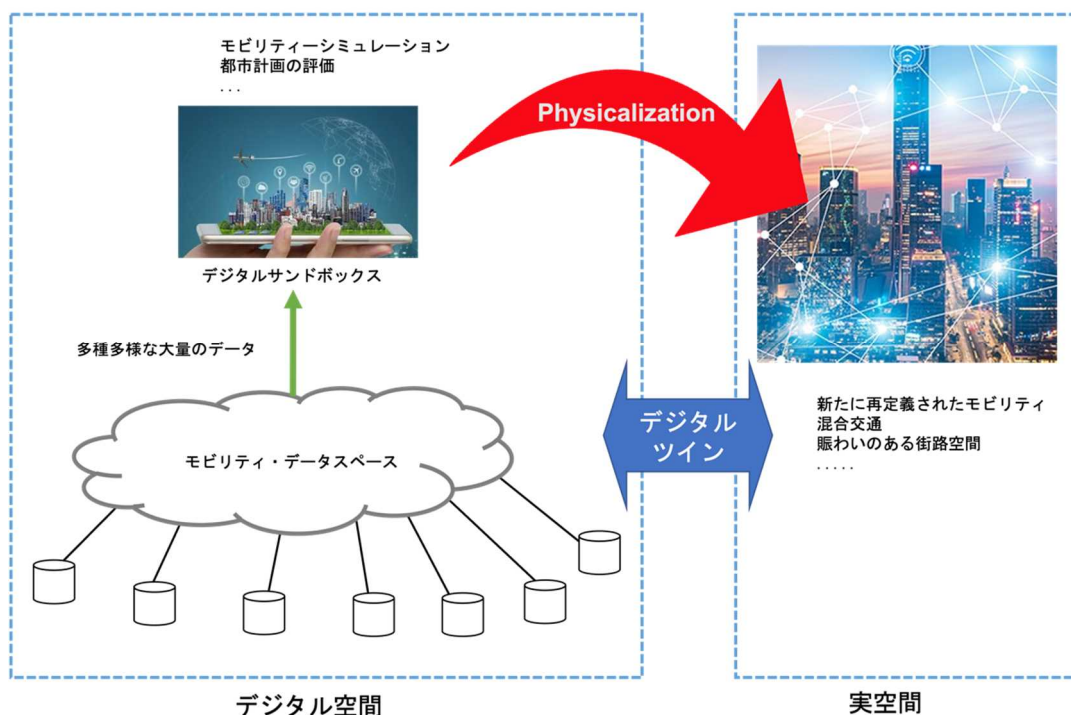 モビリティーシミュレーション
都市計画の評価
...
Physicalization
デジタルサンドボックス
多種多様な大量のデータ
モビリティ・データスペース
デジタル
ツイン
新たに再定義されたモビリティ
混合交通
賑わいのある街路空間
.....
デジタル空間
実空間